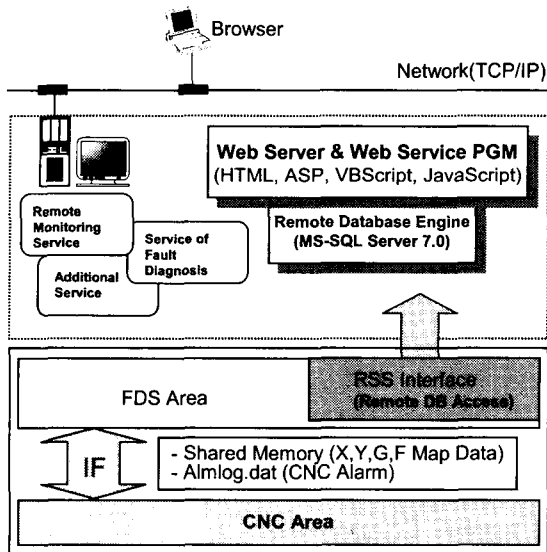 Browser
Network(TCP/IP)
Web Server & Web Service PGM
(HTML, ASP, VBScript, JavaScript)
Remote Database Engine
(MS-SQL Server 7.0)
Remote
Monitoring
Service
Service of
Fault
Diagnosis
Additional
Service
FDS Area
RSS Interface
(Remote DB Access)
IF
- Shared Memory (X,Y,G,F Map Data)
- Almlog.dat (CNC Alarm)
CNC Area